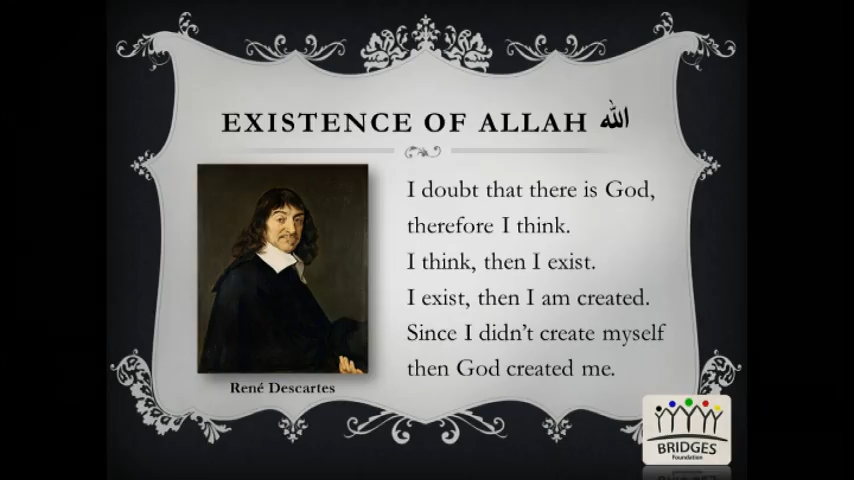 EXISTENCE OF ALLAH الله
I doubt that there is God,
therefore I think.
I think, then I exist.
I exist, then I am created.
Since I didn't create myself
then God created me.
René Descartes
BRIDGES
Foundation